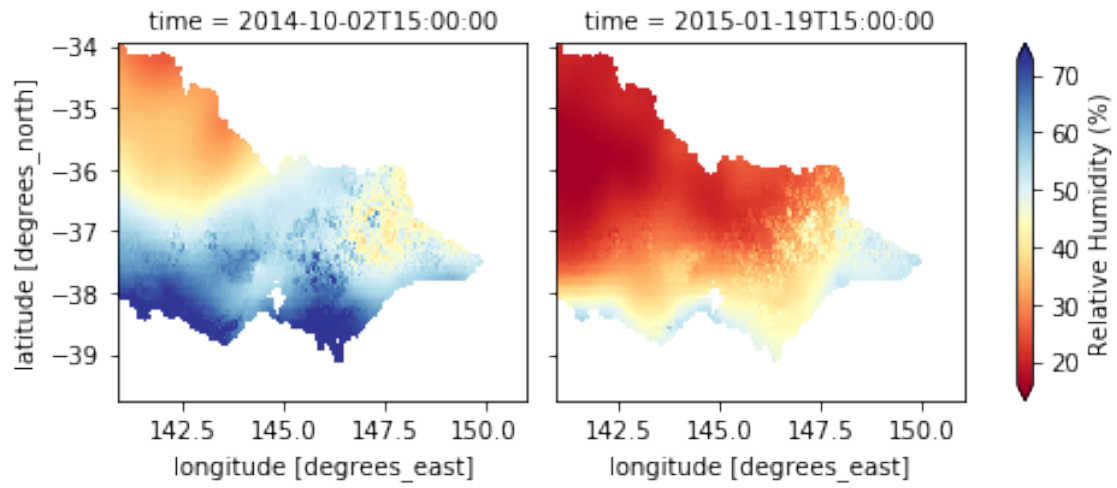 time = 2014-10-02T15:00:00
time = 2015-01-19T15:00:00
latitude [degrees_north]
−34
−35
−36
−37
−38
−39
142.5 145.0 147.5 150.0
longitude [degrees_east]
142.5 145.0 147.5 150.0
longitude [degrees_east]
70
60
50
40
30
20
Relative Humidity (%)